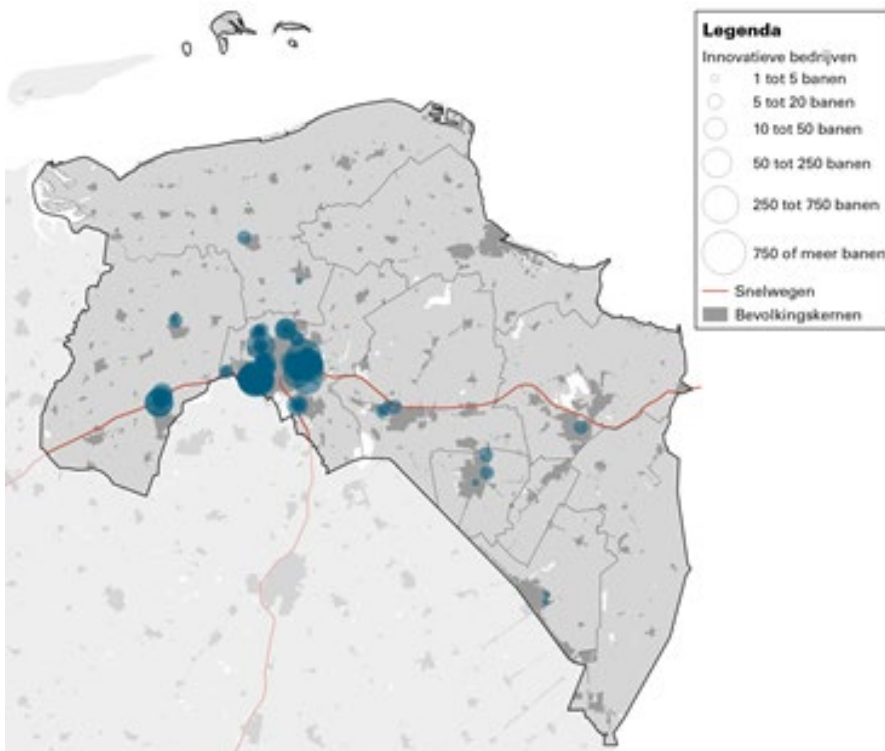 Legenda
Innovatieve bedrijven
1 tot 5 banen
5 tot 20 banen
10 tot 50 banen
50 tot 250 banen
250 tot 750 banen
750 of meer banen
Snelwegen
Bevolkingskernen